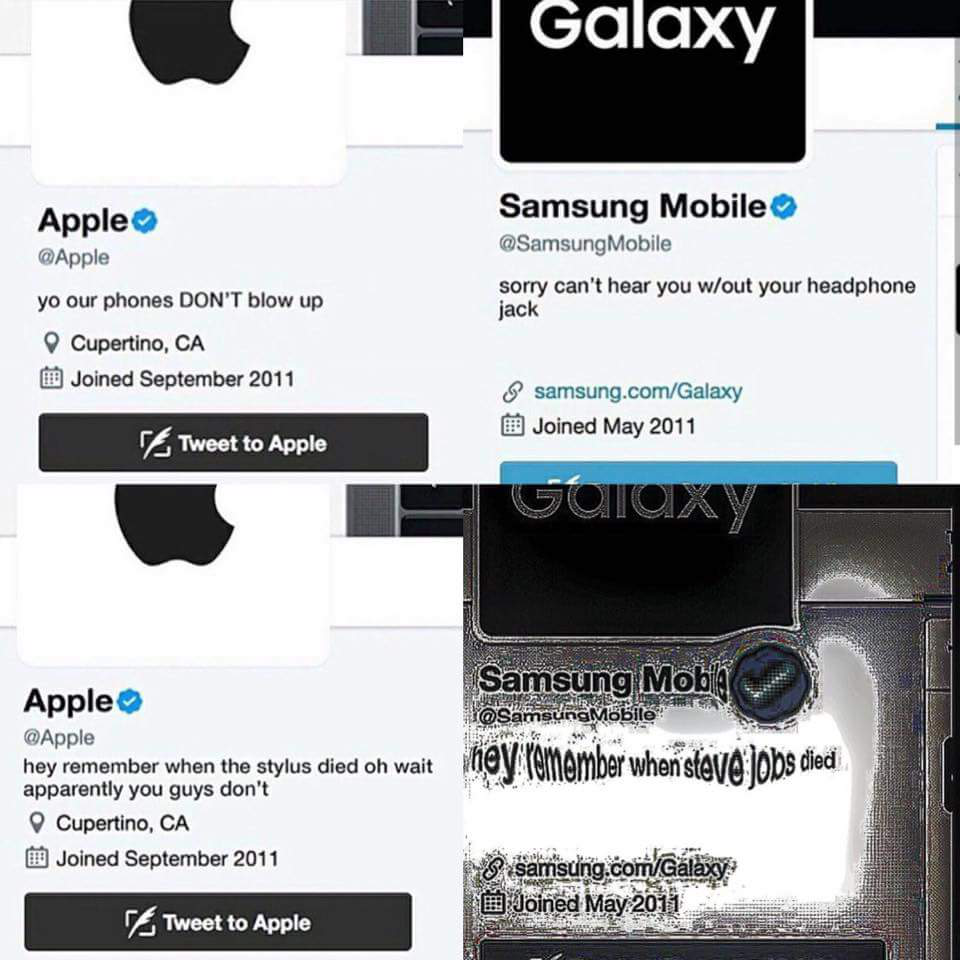 Apple
@Apple
yo our phones DON'T blow up
Cupertino, CA
Joined September 2011
Tweet to Apple
Galaxy
Samsung Mobile
@SamsungMobile
sorry can't hear you w/out your headphone
jack
samsung.com/Galaxy
Joined May 2011
Apple
@Apple
hey remember when the stylus died oh wait
apparently you guys don't
Cupertino, CA
Joined September 2011
Tweet to Apple
Galaxy
Samsung Mobile
@SamsungMobile
hey remember when steve jobs died
samsung.com/Galaxy
Joined May 2011